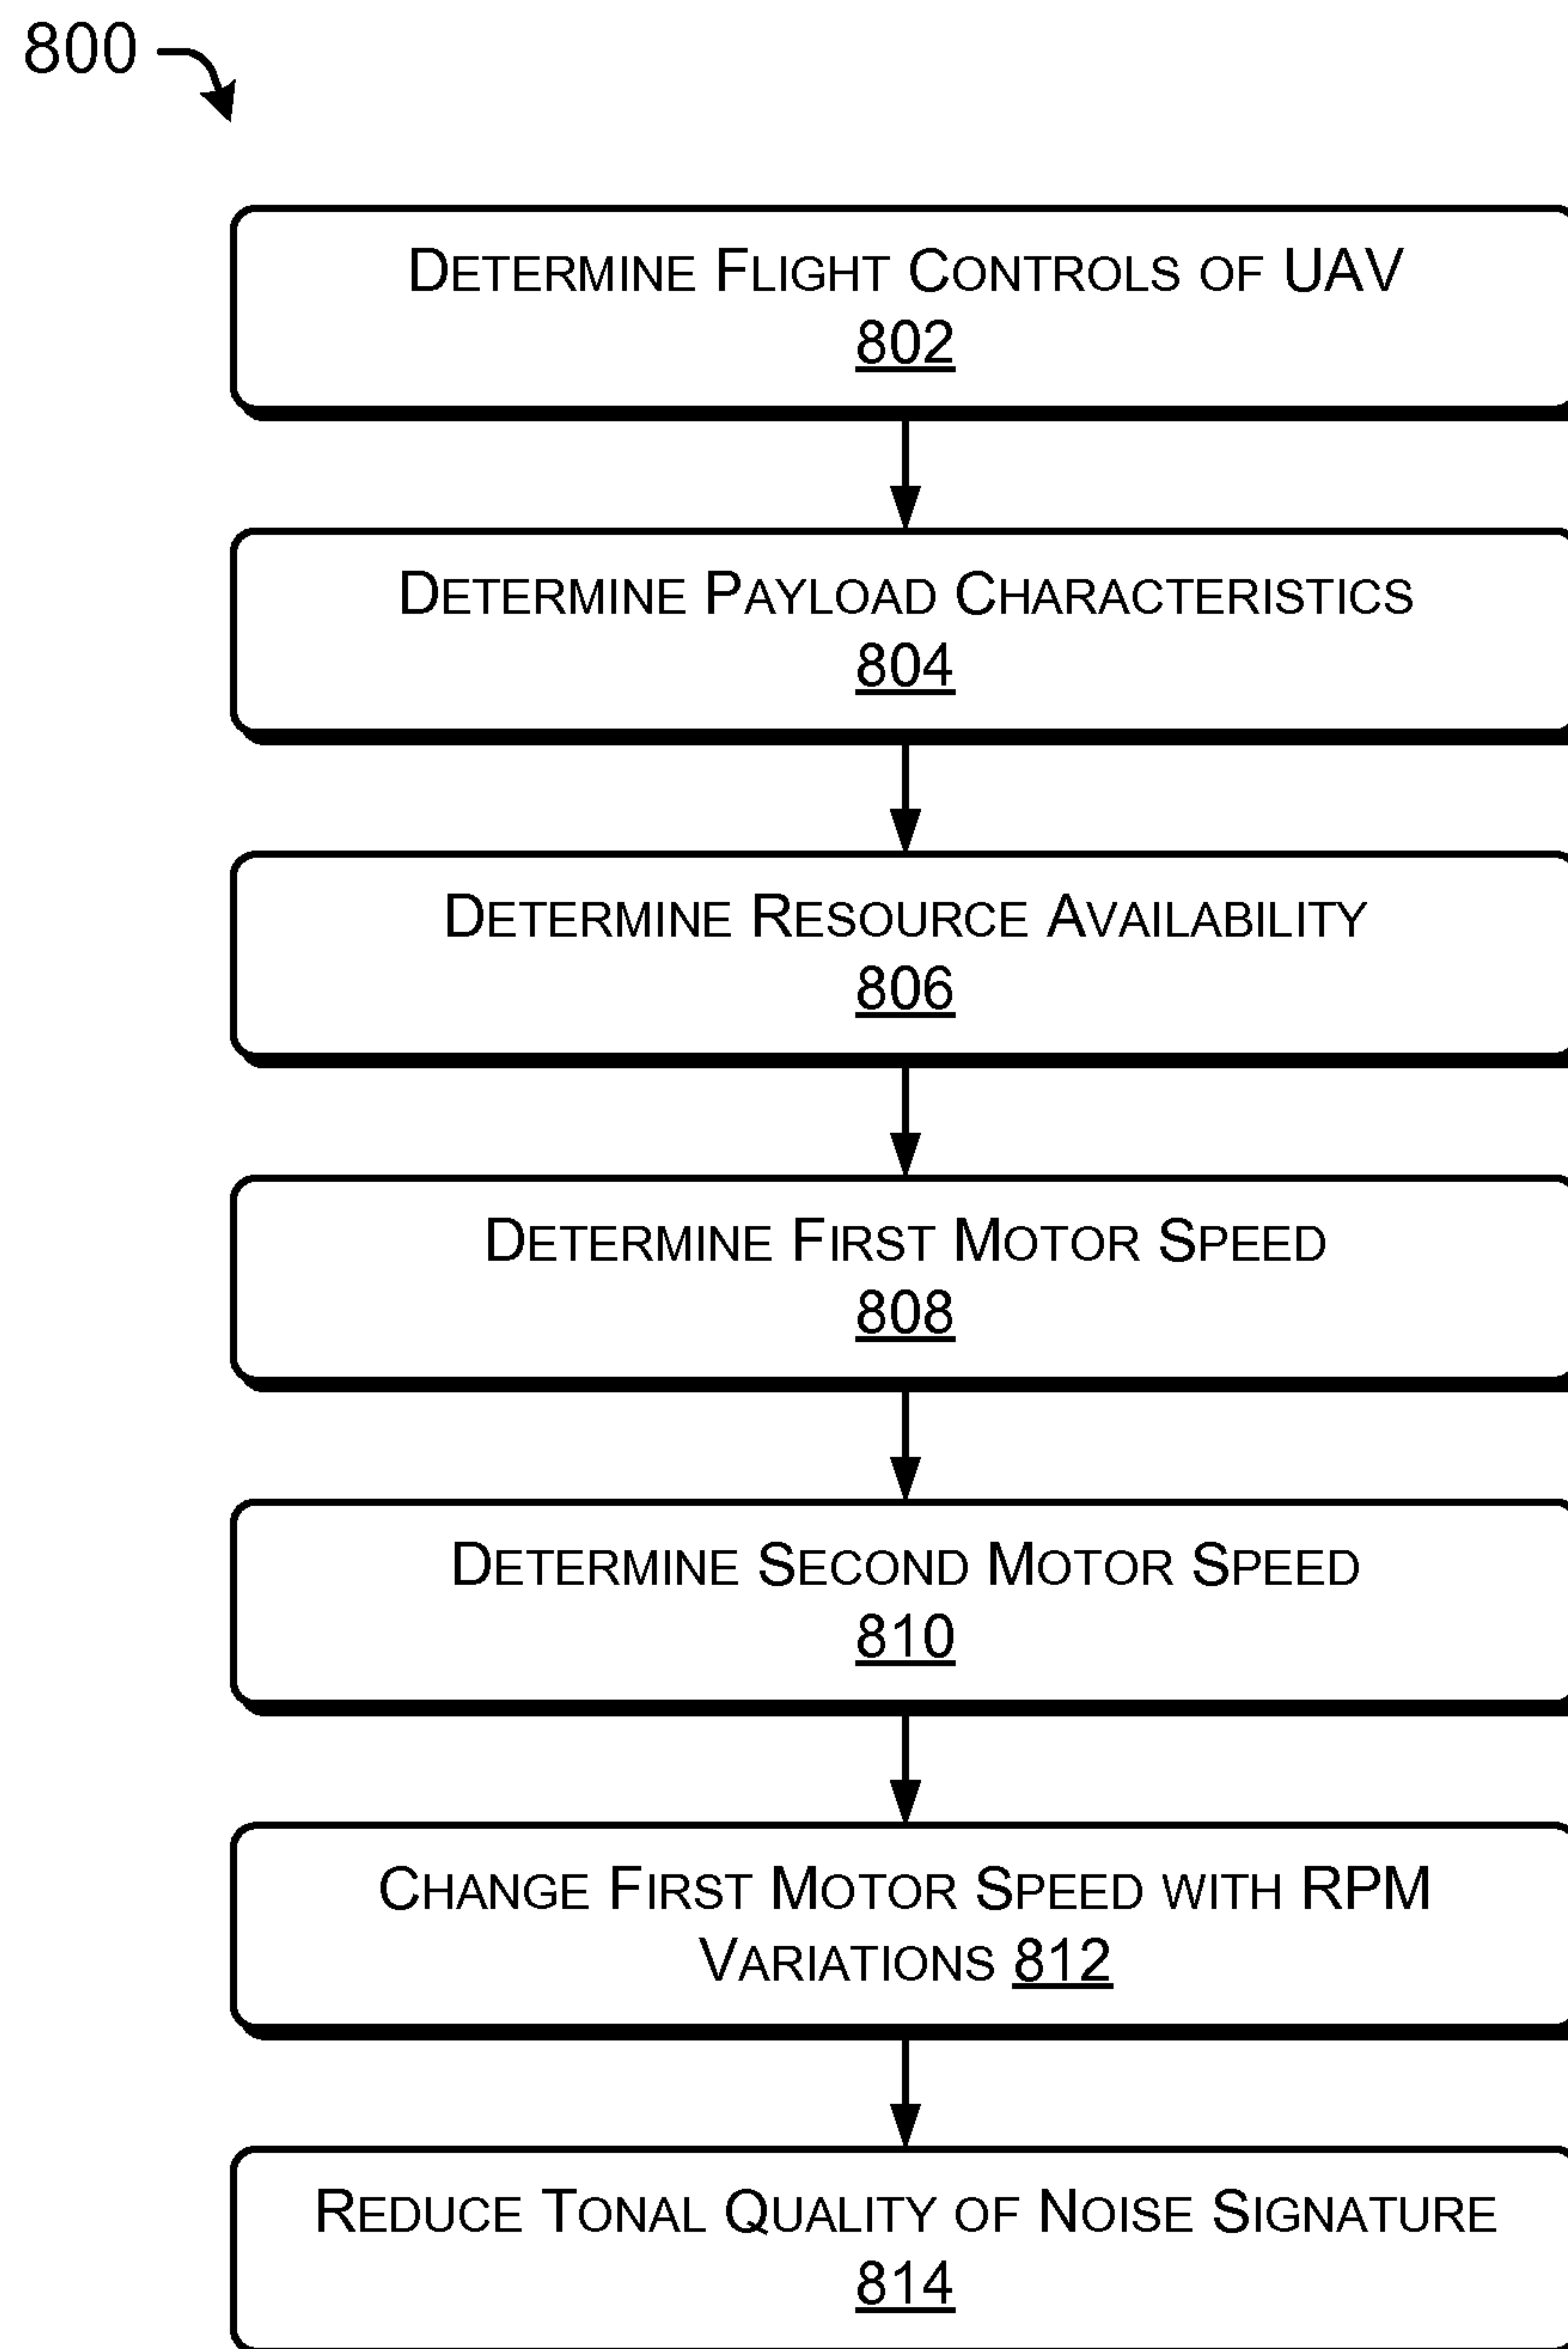 800
DETERMINE FLIGHT CONTROLS OF UAV
802
DETERMINE PAYLOAD CHARACTERISTICS
804
DETERMINE RESOURCE AVAILABILITY
806
DETERMINE FIRST MOTOR SPEED
808
DETERMINE SECOND MOTOR SPEED
810
CHANGE FIRST MOTOR SPEED WITH RPM
VARIATIONS 812
REDUCE TONAL QUALITY OF NOISE SIGNATURE
814